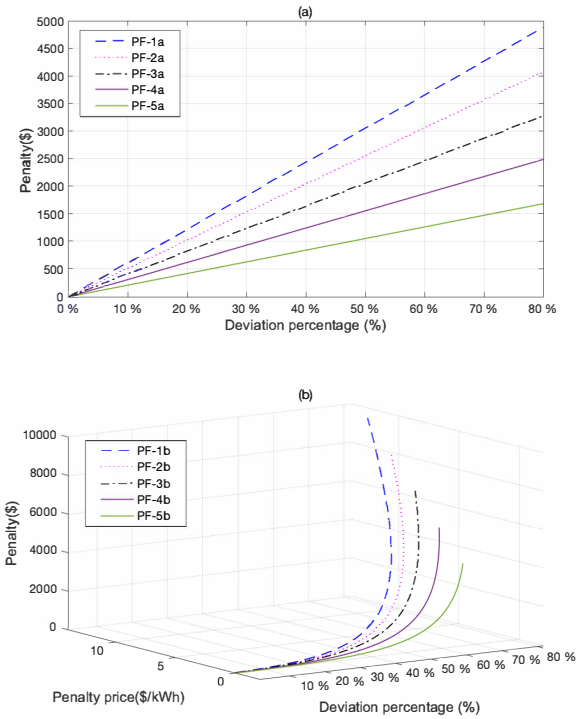 (a)
5000
4500
4000
3500
3000
2500
2000
1500
1000
500
0
PF-1a
PF-2a
PF-3a
PF-4a
PF-5a
Penalty($)
0 % 10 % 20 % 30 % 40 % 50 % 60 % 70 % 80 %
Deviation percentage (%)
(b)
10000
8000
6000
4000
2000
0
PF-1b
PF-2b
PF-3b
PF-4b
PF-5b
Penalty($)
10
5
0
Penalty price($/kWh)
10 % 20 % 30 % 40 % 50 % 60 % 70 % 80 %
Deviation percentage (%)